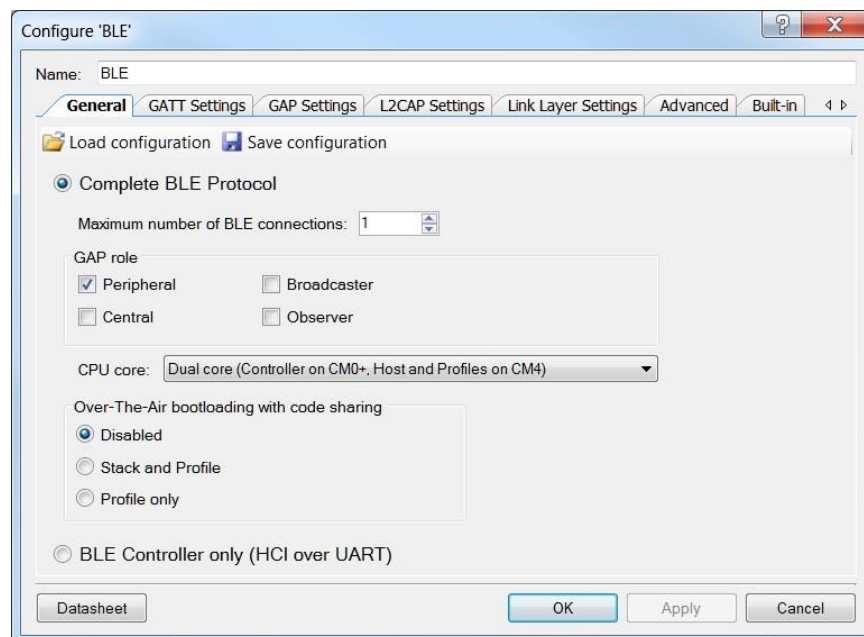 Configure 'BLE'
Name: BLE
General GATT Settings GAP Settings L2CAP Settings Link Layer Settings Advanced Built-in
Load configuration Save configuration
Complete BLE Protocol
Maximum number of BLE connections: 1
GAP role
Peripheral Broadcaster
Central Observer
CPU core: Dual core (Controller on CM0+, Host and Profiles on CM4)
Over-The-Air bootloading with code sharing
Disabled
Stack and Profile
Profile only
BLE Controller only (HCI over UART)
Datasheet OK Apply Cancel